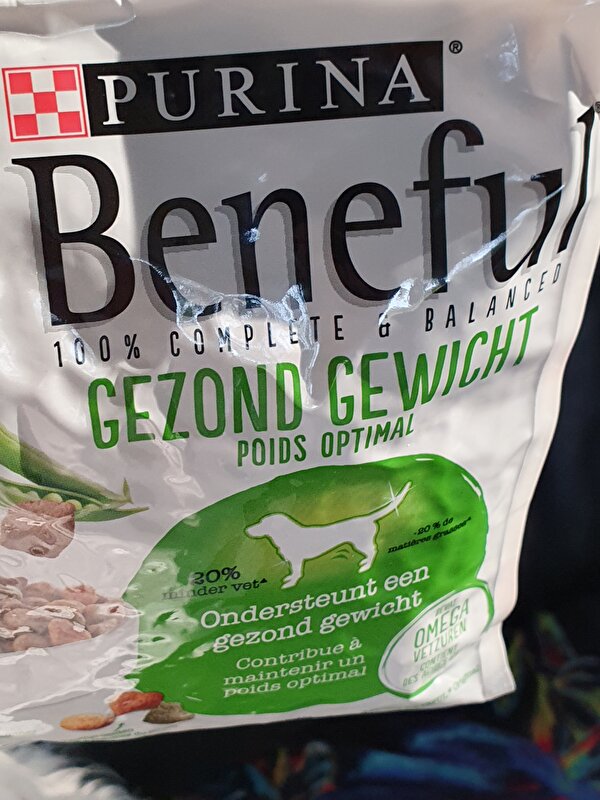 PURINA®
Beneful
100% COMPLETE & BALANCED
GEZOND GEWICHT
POIDS OPTIMAL
-20% de
matières grasses▲
20%
minder vet▲
Ondersteunt een
gezond gewicht
Contribue à
maintenir un
poids optimal
OMEGA
VETZUREN